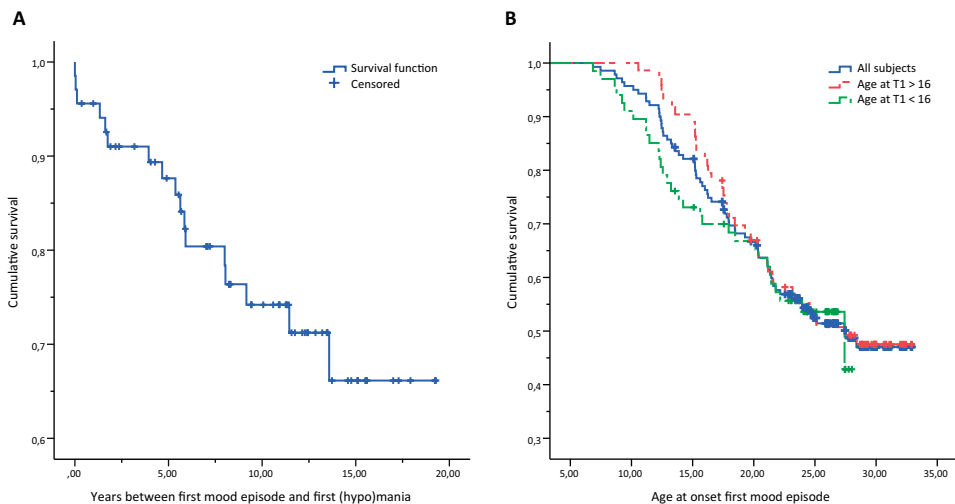 A
1,0
0,9
0,8
0,7
0,6
Cumulative survival
Survival function
Censored
,00
5,00
10,00
15,00
20,00
Years between first mood episode and first (hypo)mania
B
1,0
0,9
0,8
0,7
0,6
0,5
0,4
0,3
Cumulative survival
All subjects
Age at T1 > 16
Age at T1 < 16
5,00
10,00
15,00
20,00
25,00
30,00
35,00
Age at onset first mood episode